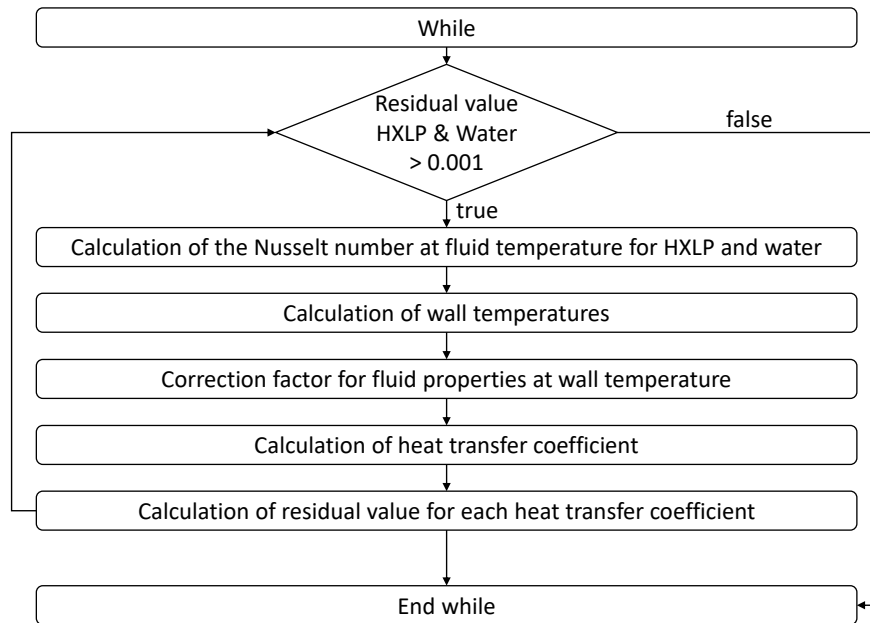 While
Residual value
HXLP & Water
> 0.001
false
true
Calculation of the Nusselt number at fluid temperature for HXLP and water
Calculation of wall temperatures
Correction factor for fluid properties at wall temperature
Calculation of heat transfer coefficient
Calculation of residual value for each heat transfer coefficient
End while